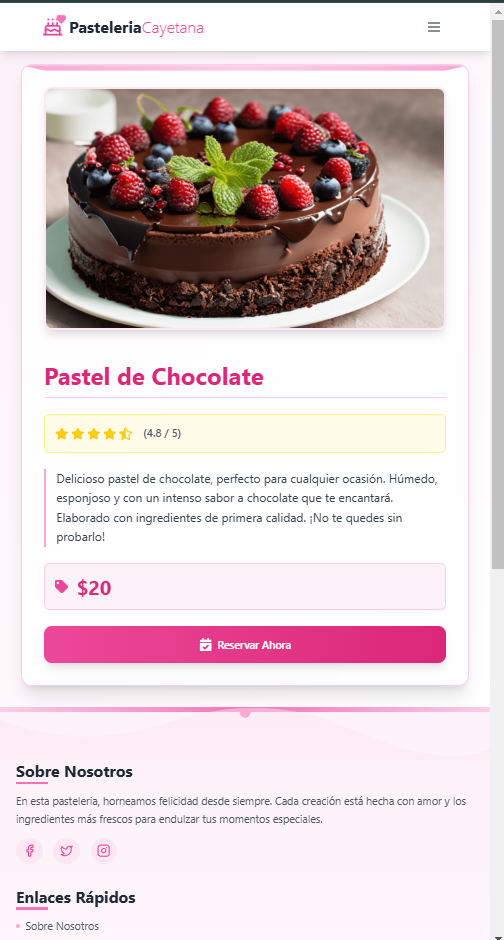 PasteleriaCayetana
Pastel de Chocolate
(4.8 / 5)
Delicioso pastel de chocolate, perfecto para cualquier ocasión. Húmedo,
esponjoso y con un intenso sabor a chocolate que te encantará.
Elaborado con ingredientes de primera calidad. ¡No te quedes sin
probarlo!
$20
Reservar Ahora
Sobre Nosotros
En esta pasteleria, horneamos felicidad desde siempre. Cada creación está hecha con amor y los
ingredientes más frescos para endulzar tus momentos especiales.
Enlaces Rápidos
Sobre Nosotros